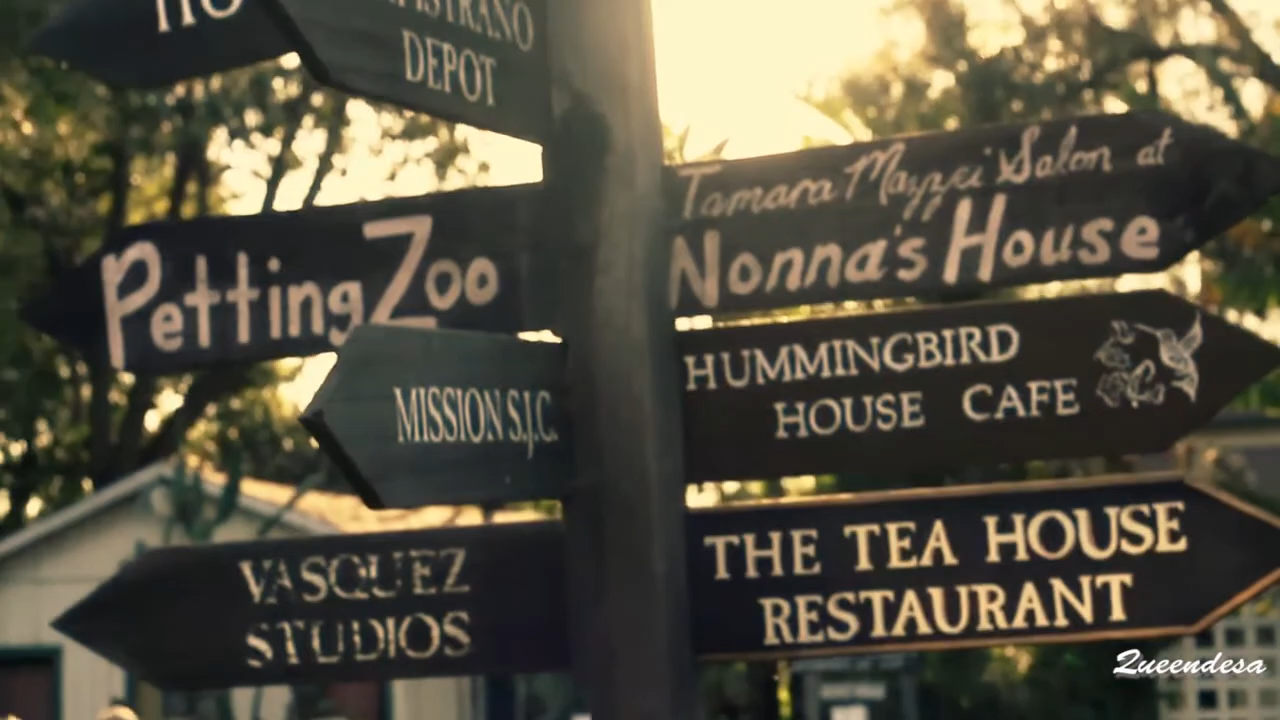 DEPOT
Petting Zoo
MISSION S.J.C.
VASQUEZ
STUDIOS
Tamara Mazzei Salon at
Nonna's House
HUMMINGBIRD
HOUSE CAFE
THE TEA HOUSE
RESTAURANT
Queendesa